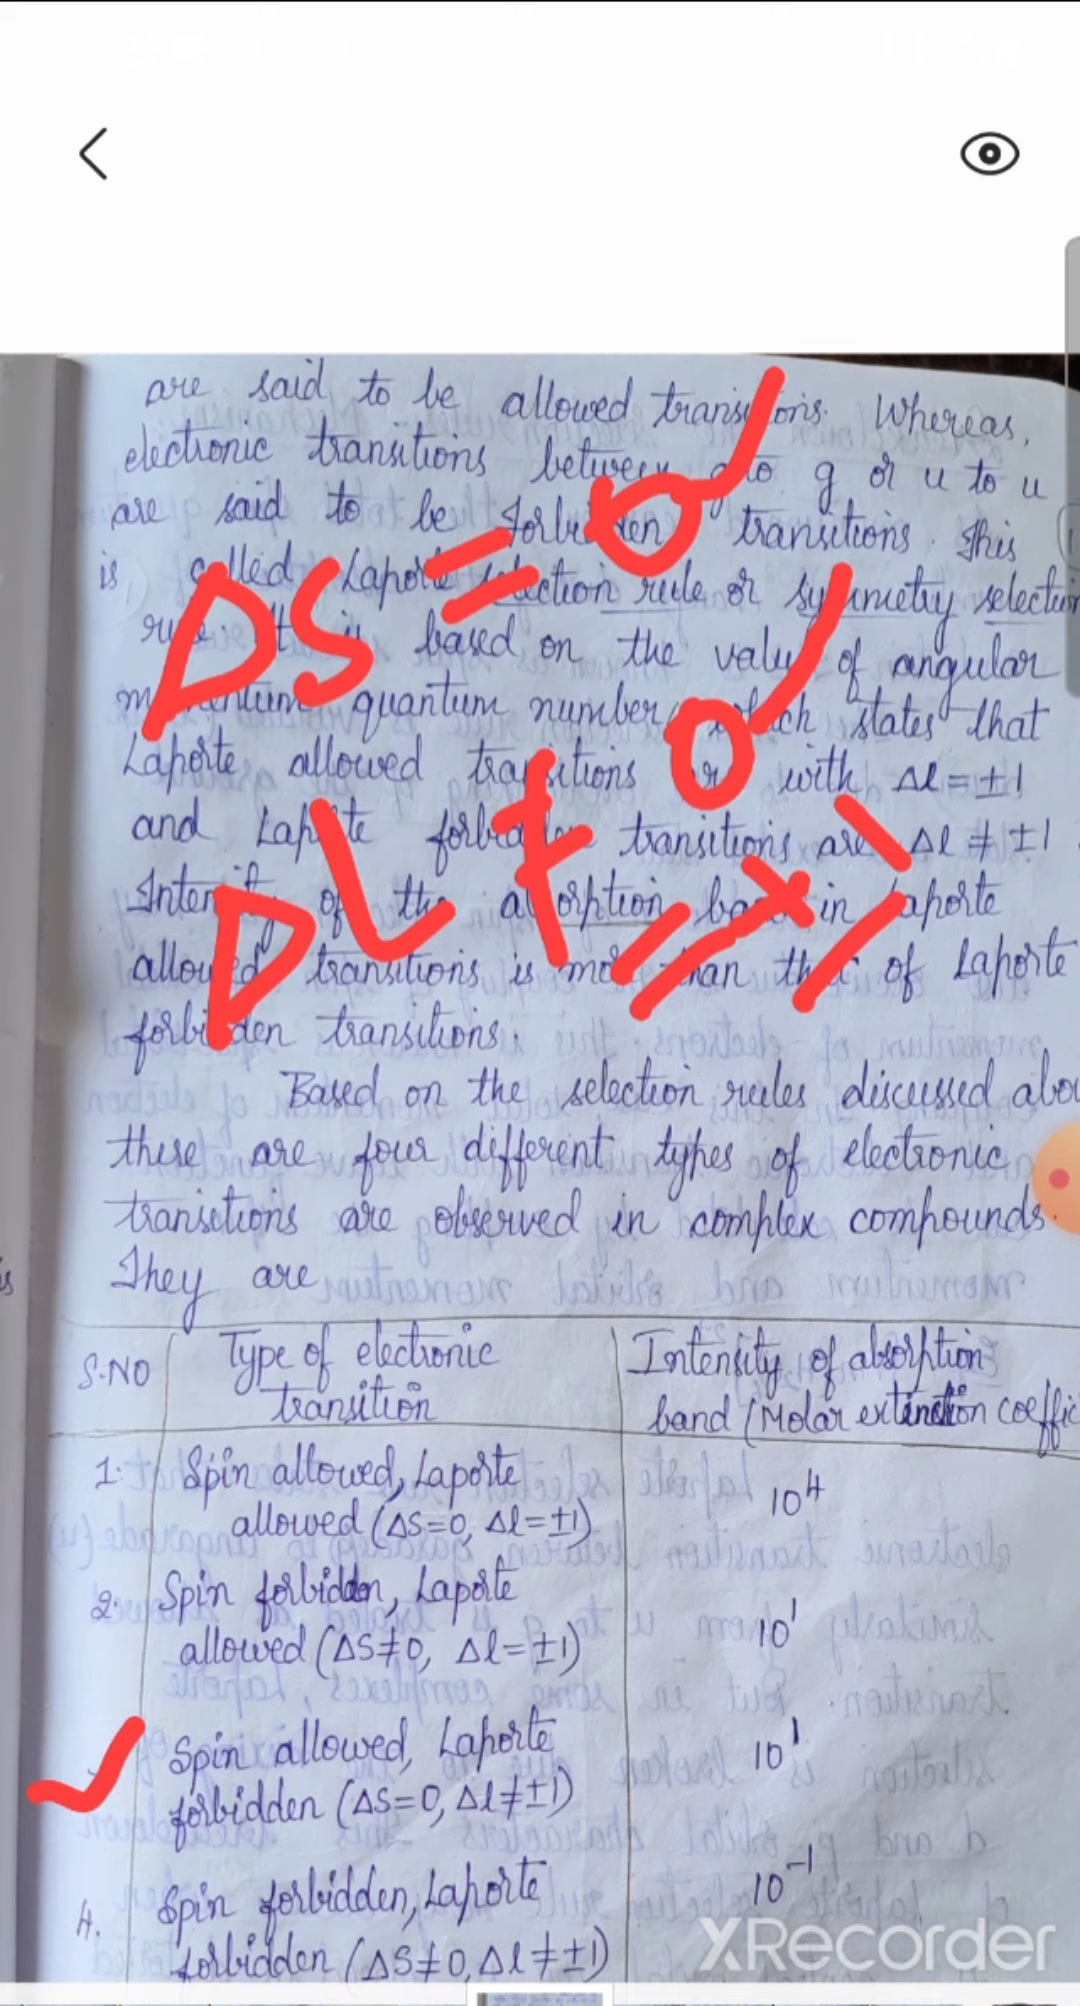 are said to be allowed transitions. Whereas,
electronic transitions between g to g or u to u
are said to be forbidden transitions. This
is called Laporte selection rule or symmetry selection
rule. It is based on the value of angular
momentum quantum number, which states that
Laporte allowed transitions are with Δl = ±1
and Laporte forbidden transitions are Δl ≠ ±1
Intensity of the absorption band in Laporte
allowed transitions is more than that of Laporte
forbidden transitions.
Based on the selection rules discussed abo
these are four different types of electronic
transitions are observed in complex compounds.
They are
ΔS = 0
ΔL
0
S.NO Type of electronic transition Intensity of absorption
band (Molar extinction coeffic
1. Spin allowed, Laporte
allowed (ΔS=0, Δl=±1) 10⁴
2. Spin forbidden, Laporte
allowed (ΔS≠0, Δl=±1) 10¹
Spin allowed, Laporte
forbidden (ΔS=0, Δl≠±1) 10¹
4. Spin forbidden, Laporte
forbidden (ΔS≠0, Δl≠±1) 10⁻¹
XRecorder